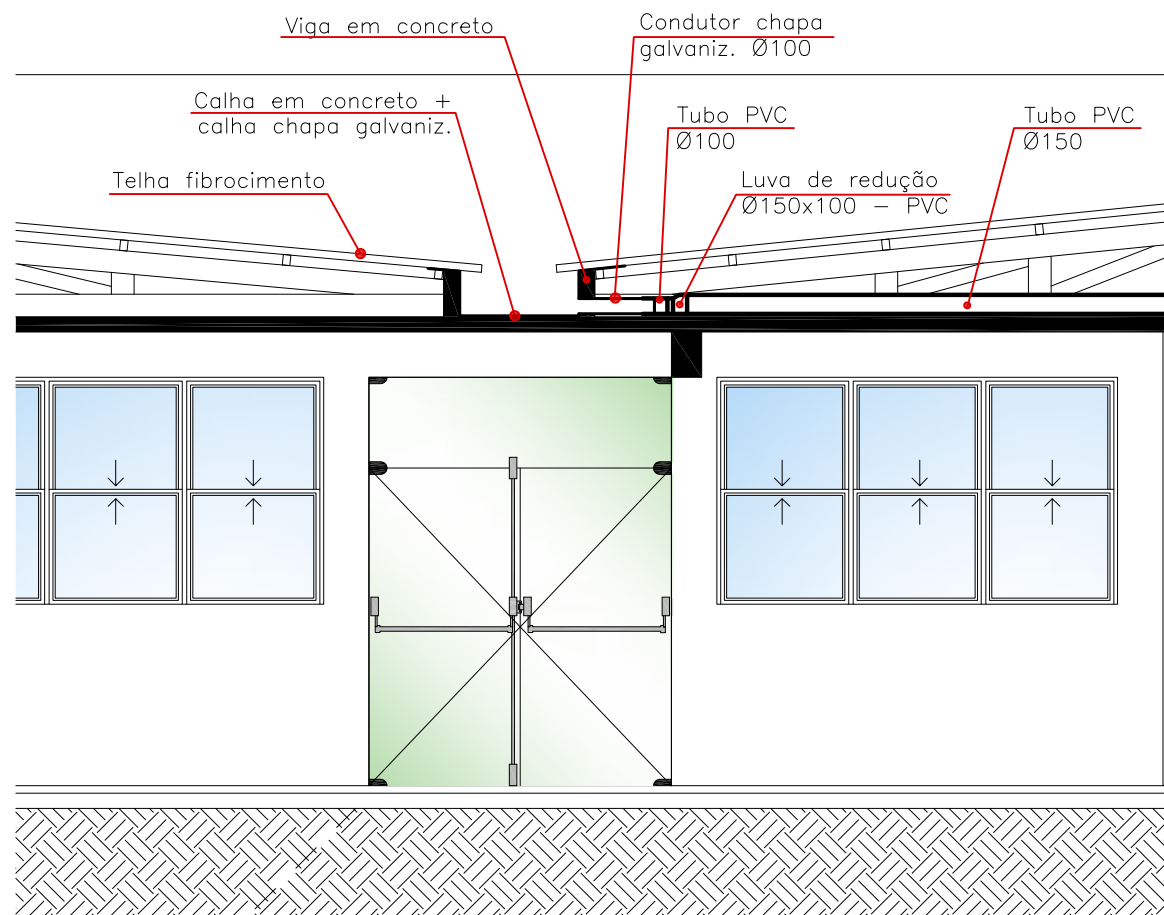 Viga em concreto
Condutor chapa
galvaniz. Ø100
Calha em concreto +
calha chapa galvaniz.
Tubo PVC
Ø100
Tubo PVC
Ø150
Telha fibrocimento
Luva de redução
Ø150x100 – PVC